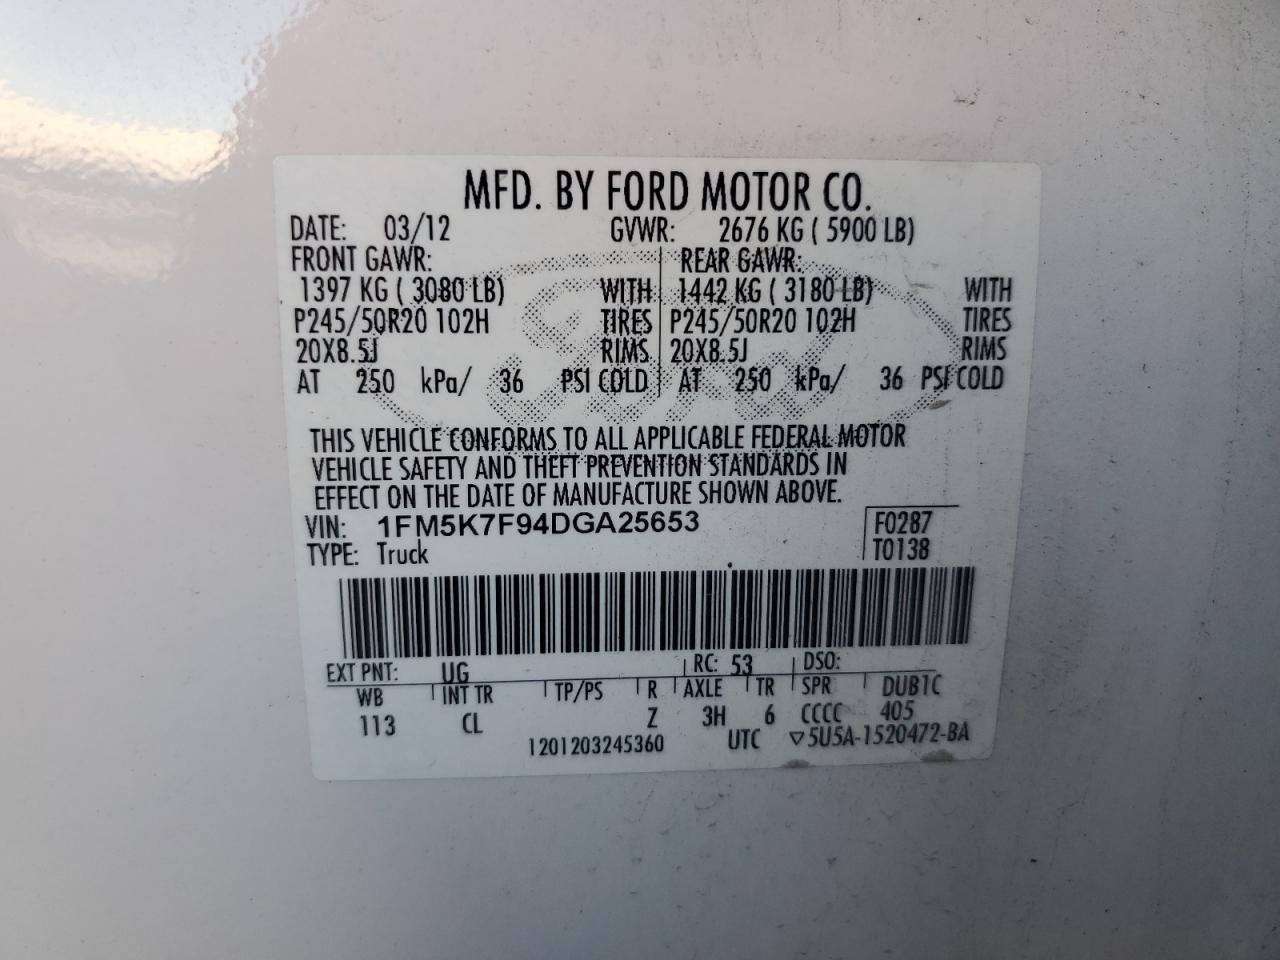 MFD. BY FORD MOTOR CO.
DATE: 03/12 GVWR: 2676 KG ( 5900 LB)
FRONT GAWR: REAR GAWR:
1397 KG ( 3080 LB) WITH 1442 KG ( 3180 LB) WITH
P245/50R20 102H TIRES P245/50R20 102H TIRES
20X8.5J RIMS 20X8.5J RIMS
AT 250 kPa/ 36 PSI COLD AT 250 kPa/ 36 PSI COLD
Ford
THIS VEHICLE CONFORMS TO ALL APPLICABLE FEDERAL MOTOR
VEHICLE SAFETY AND THEFT PREVENTION STANDARDS IN
EFFECT ON THE DATE OF MANUFACTURE SHOWN ABOVE.
VIN: 1FM5K7F94DGA25653 F0287
TYPE: Truck T0138
EXT PNT: UG RC: 53 DSO:
WB INT TR TP/PS R AXLE TR SPR DUB1C
113 CL Z 3H 6 CCCC 405
1201203245360 UTC ▽5U5A-1520472-BA